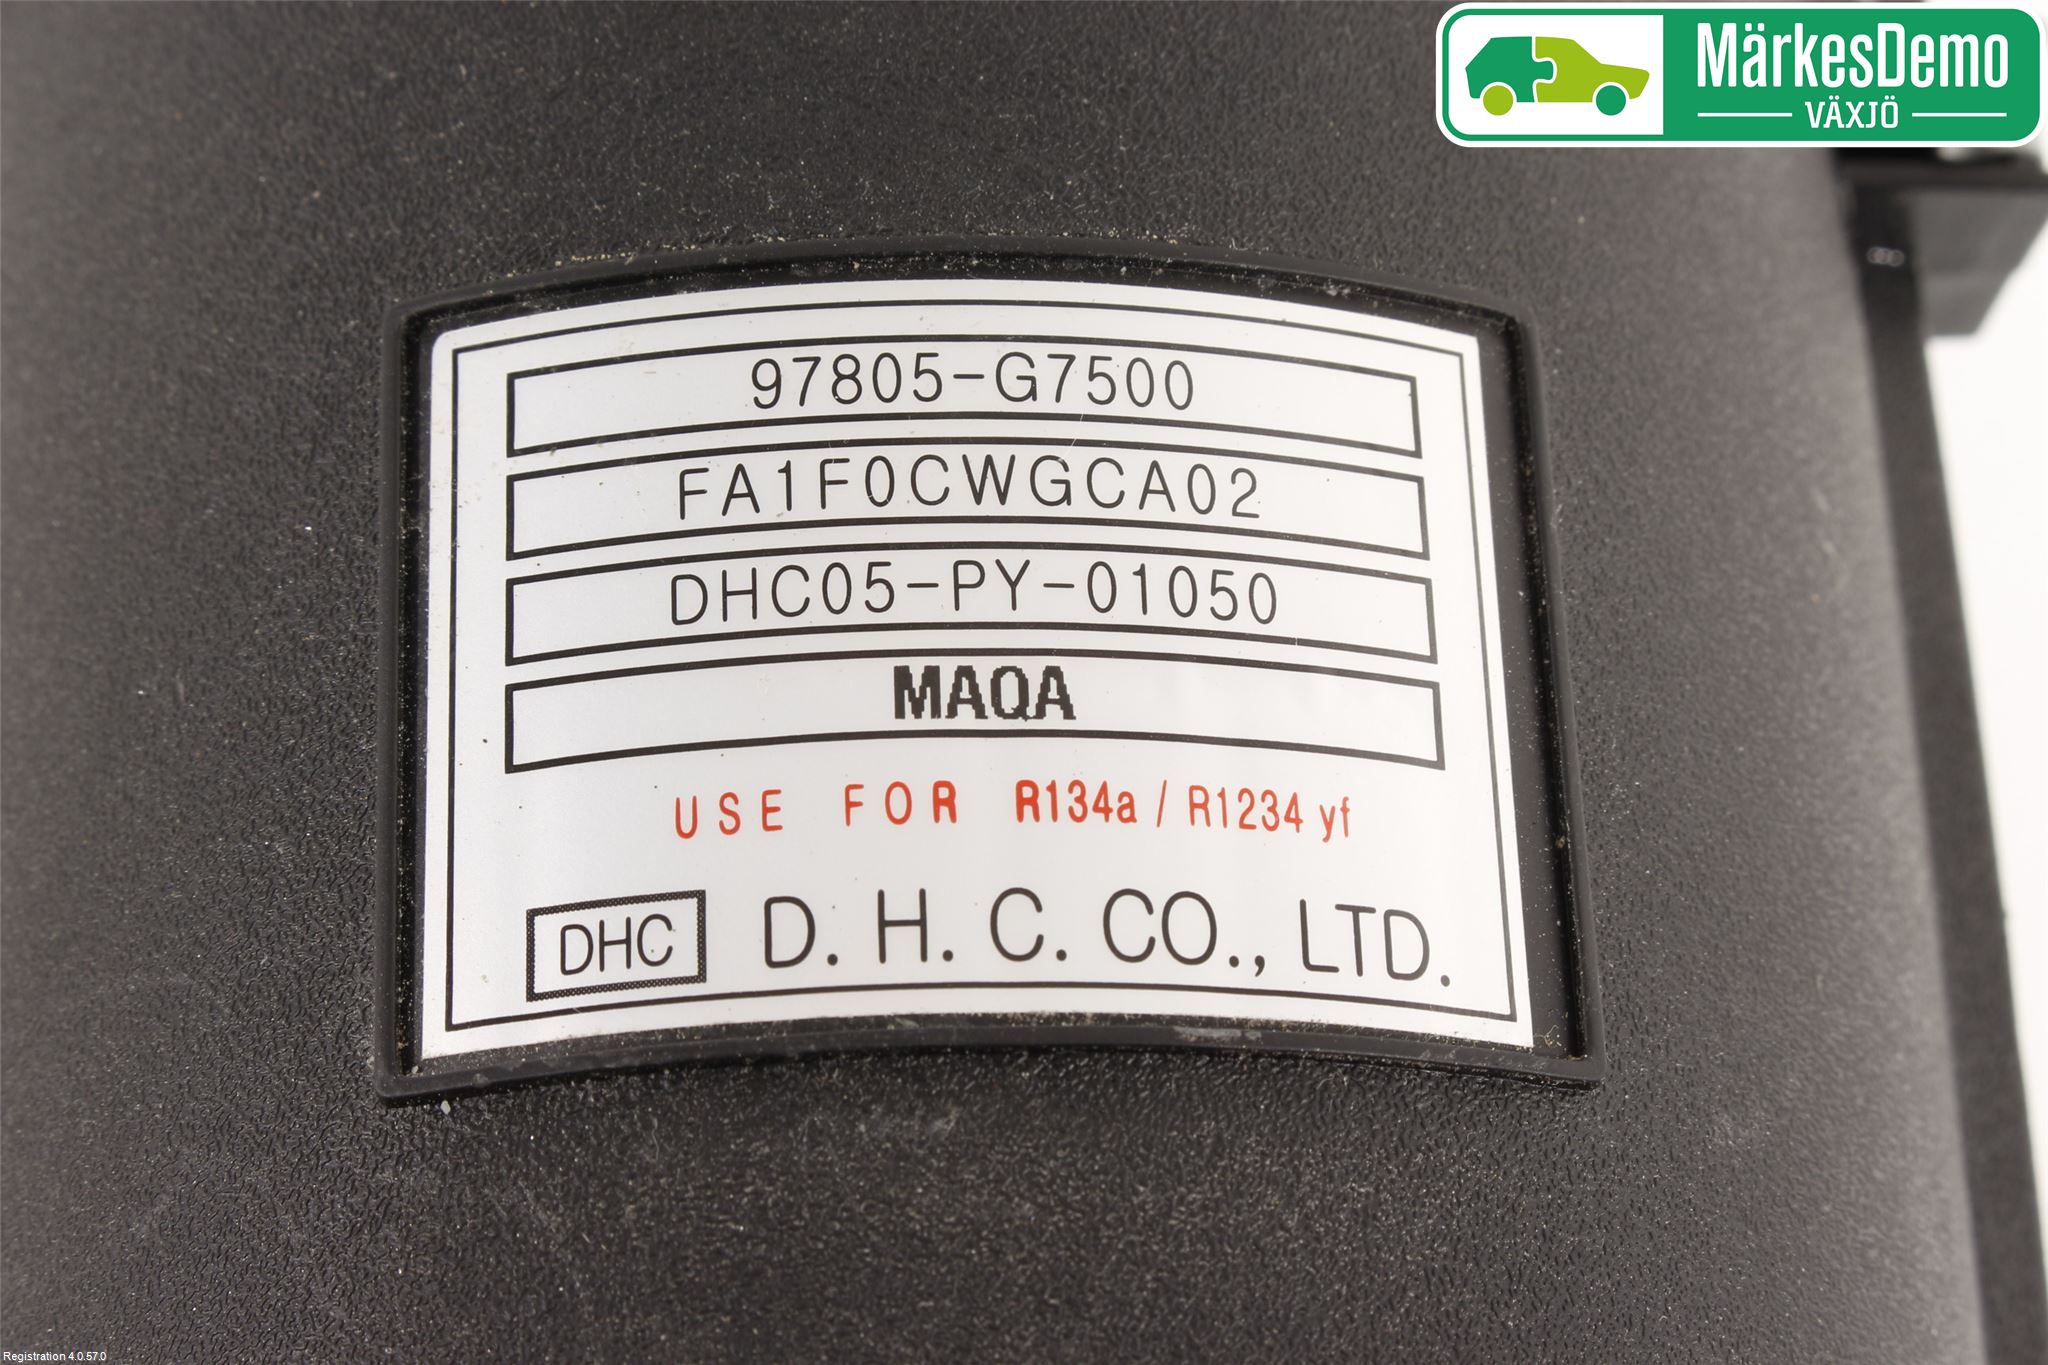 MärkesDemo
VÄXJÖ
97805-G7500
FA1F0CWGCA02
DHC05-PY-01050
MAQA
USE FOR R134a / R1234 yf
DHC D. H. C. CO., LTD.
Registration 4.0.57.0